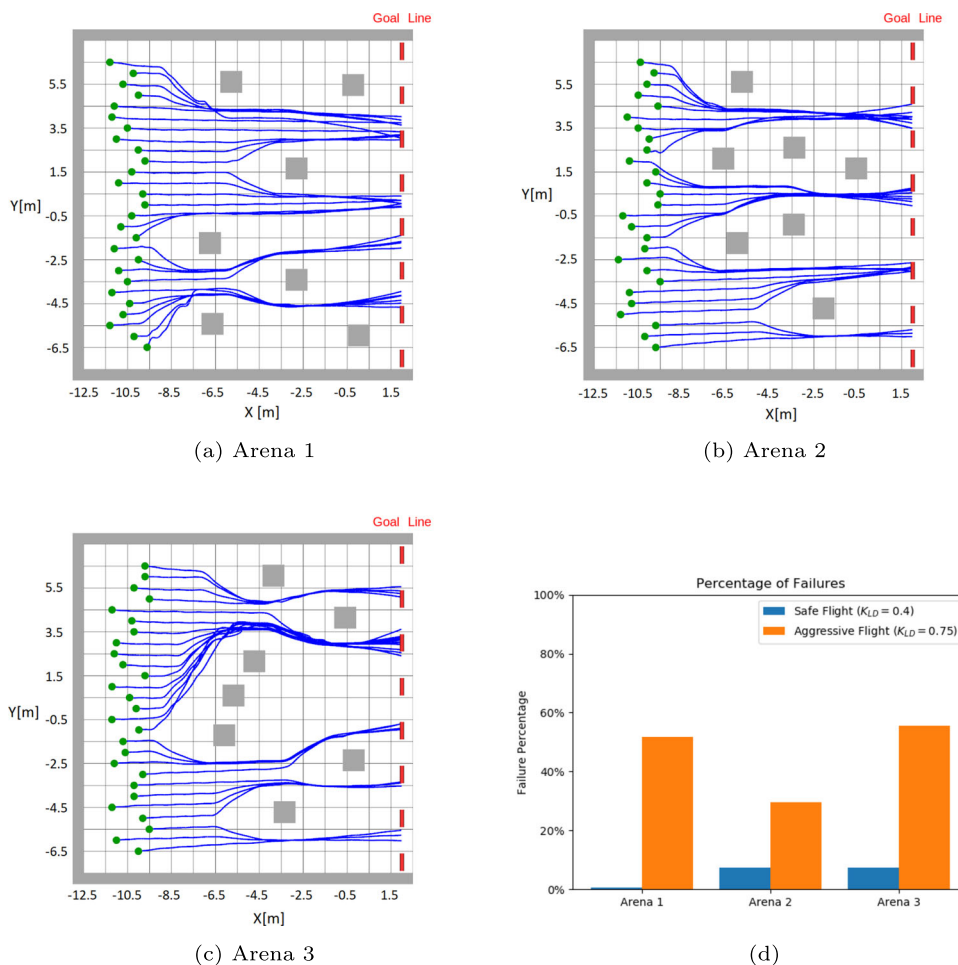 Goal Line
Goal Line
5.5
3.5
1.5
Y[m]
-0.5
-2.5
-4.5
-6.5
-12.5 -10.5 -8.5 -6.5 -4.5 -2.5 -0.5 1.5
X [m]
(a) Arena 1
5.5
3.5
1.5
Y[m]
-0.5
-2.5
-4.5
-6.5
-12.5 -10.5 -8.5 -6.5 -4.5 -2.5 -0.5 1.5
X[m]
(b) Arena 2
Goal Line
5.5
3.5
1.5
Y[m]
-0.5
-2.5
-4.5
-6.5
-12.5 -10.5 -8.5 -6.5 -4.5 -2.5 -0.5 1.5
X[m]
(c) Arena 3
Percentage of Failures
100%
80%
60%
40%
20%
0%
Failure Percentage
Safe Flight (K_LD = 0.4)
Aggressive Flight (K_LD = 0.75)
Arena 1 Arena 2 Arena 3
(d)